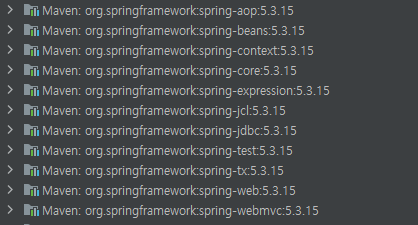 Maven: org.springframework:spring-aop:5.3.15
Maven: org.springframework:spring-beans:5.3.15
Maven: org.springframework:spring-context:5.3.15
Maven: org.springframework:spring-core:5.3.15
Maven: org.springframework:spring-expression:5.3.15
Maven: org.springframework:spring-jcl:5.3.15
Maven: org.springframework:spring-jdbc:5.3.15
Maven: org.springframework:spring-test:5.3.15
Maven: org.springframework:spring-tx:5.3.15
Maven: org.springframework:spring-web:5.3.15
Maven: org.springframework:spring-webmvc:5.3.15